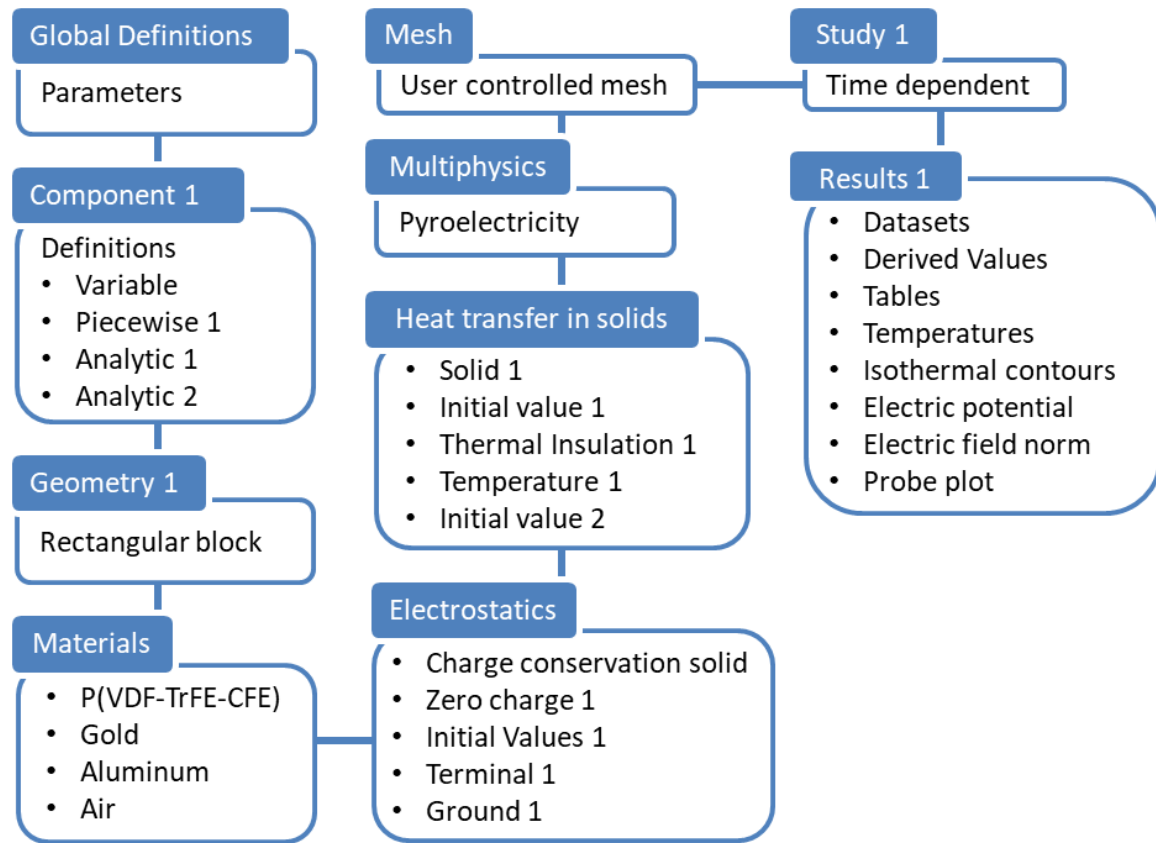 Global Definitions
Parameters
Component 1
Definitions
• Variable
• Piecewise 1
• Analytic 1
• Analytic 2
Geometry 1
Rectangular block
Materials
• P(VDF-TrFE-CFE)
• Gold
• Aluminum
• Air
Mesh
User controlled mesh
Multiphysics
Pyroelectricity
Heat transfer in solids
• Solid 1
• Initial value 1
• Thermal Insulation 1
• Temperature 1
• Initial value 2
Electrostatics
• Charge conservation solid
• Zero charge 1
• Initial Values 1
• Terminal 1
• Ground 1
Study 1
Time dependent
Results 1
• Datasets
• Derived Values
• Tables
• Temperatures
• Isothermal contours
• Electric potential
• Electric field norm
• Probe plot